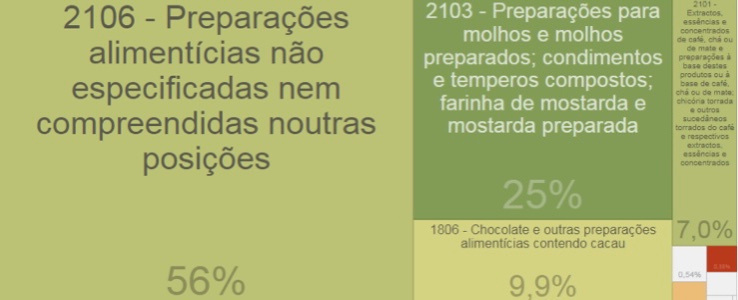 2106 - Preparações
alimentícias não
especificadas nem
compreendidas noutras
posições
56%
2103 - Preparações para
molhos e molhos
preparados; condimentos
e temperos compostos;
farinha de mostarda e
mostarda preparada
25%
1806 - Chocolate e outras preparações
alimentícias contendo cacau
9,9%
2101 -
Extractos,
essências e
concentrados
de café, chá ou
de mate e
preparações à
base destes
produtos ou à
base de café,
chá ou de mate;
chicória torrada
e outros
sucedâneos
torrados do café
e respectivos
extractos,
essências e
concentrados
7,0%
0,54%